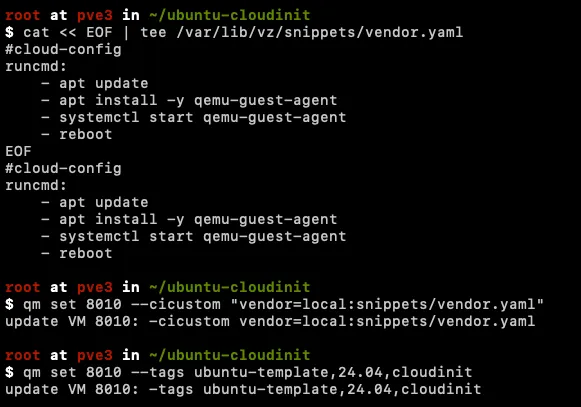 root at pve3 in ~/ubuntu-cloudinit
$ cat << EOF | tee /var/lib/vz/snippets/vendor.yaml
#cloud-config
runcmd:
    - apt update
    - apt install -y qemu-guest-agent
    - systemctl start qemu-guest-agent
    - reboot
EOF
#cloud-config
runcmd:
    - apt update
    - apt install -y qemu-guest-agent
    - systemctl start qemu-guest-agent
    - reboot
root at pve3 in ~/ubuntu-cloudinit
$ qm set 8010 --cicustom "vendor=local:snippets/vendor.yaml"
update VM 8010: -cicustom vendor=local:snippets/vendor.yaml
root at pve3 in ~/ubuntu-cloudinit
$ qm set 8010 --tags ubuntu-template,24.04,cloudinit
update VM 8010: -tags ubuntu-template,24.04,cloudinit